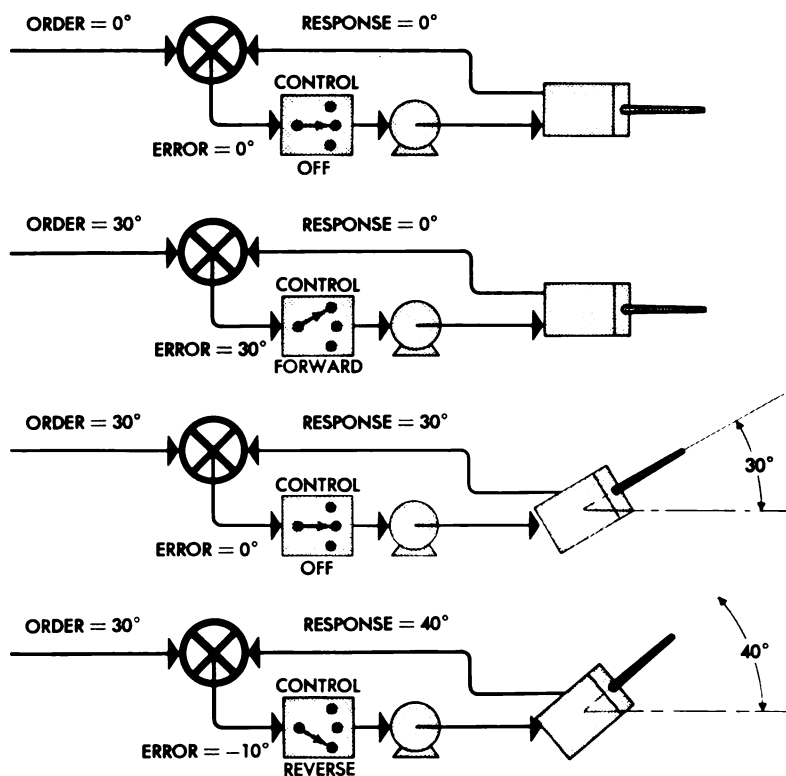 ORDER = 0°
RESPONSE = 0°
CONTROL
ERROR = 0°
OFF
ORDER = 30°
RESPONSE = 0°
CONTROL
ERROR = 30°
FORWARD
ORDER = 30°
RESPONSE = 30°
30°
CONTROL
ERROR = 0°
OFF
ORDER = 30°
RESPONSE = 40°
40°
CONTROL
ERROR = -10°
REVERSE